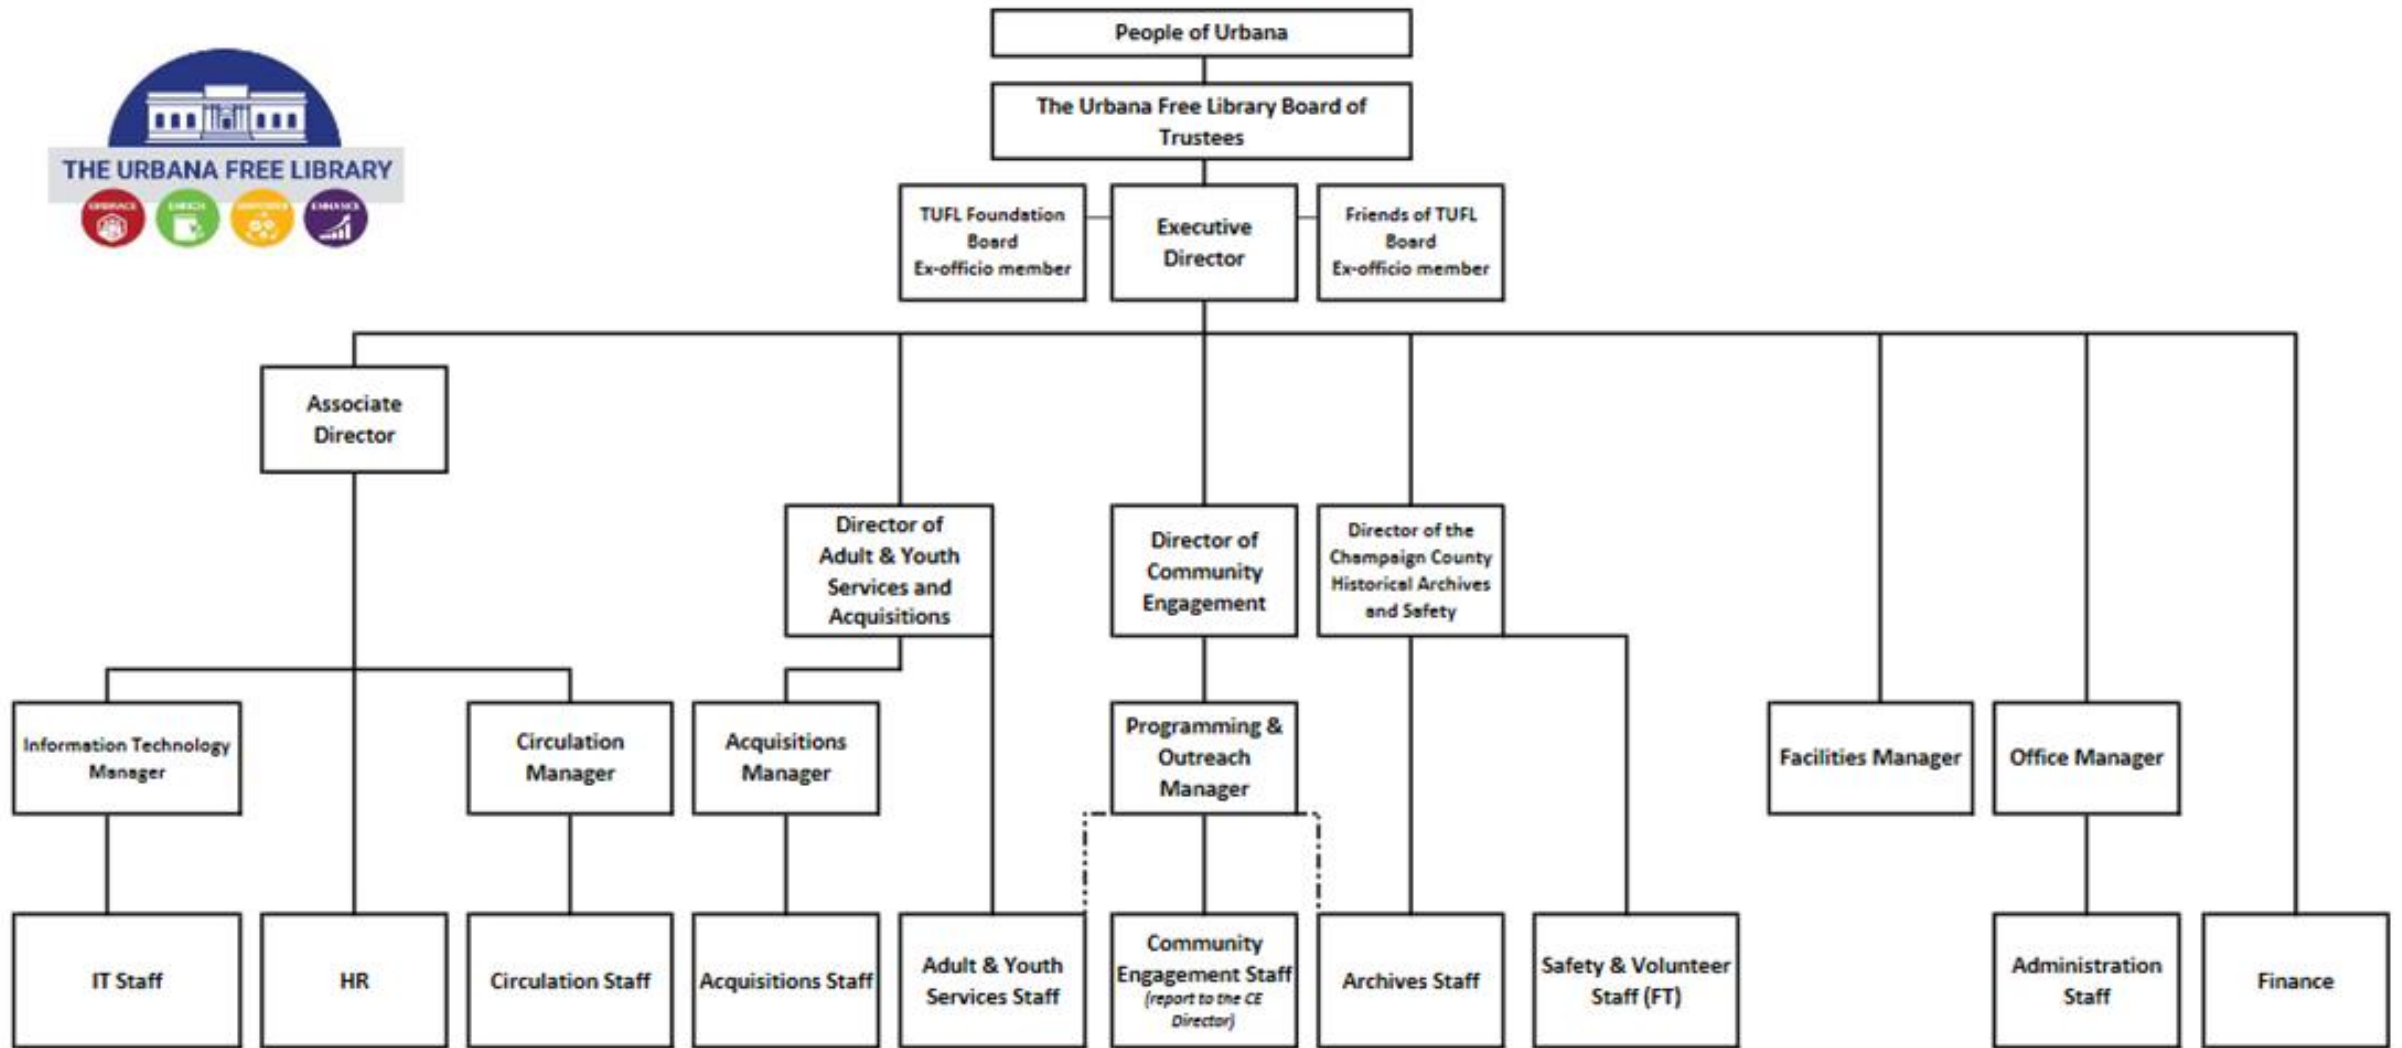 People of Urbana
The Urbana Free Library Board of
Trustees
THE URBANA FREE LIBRARY
EMBRACE
ENRICH
ENHANCE
TUFL Foundation
Board
Ex-officio member
Executive
Director
Friends of TUFL
Board
Ex-officio member
Associate
Director
Director of
Adult & Youth
Services and
Acquisitions
Director of
Community
Engagement
Director of the
Champaign County
Historical Archives
and Safety
Information Technology
Manager
Circulation
Manager
Acquisitions
Manager
Programming &
Outreach
Manager
Facilities Manager
Office Manager
IT Staff
HR
Circulation Staff
Acquisitions Staff
Adult & Youth
Services Staff
Community
Engagement Staff
(report to the CE
Director)
Archives Staff
Safety & Volunteer
Staff (FT)
Administration
Staff
Finance